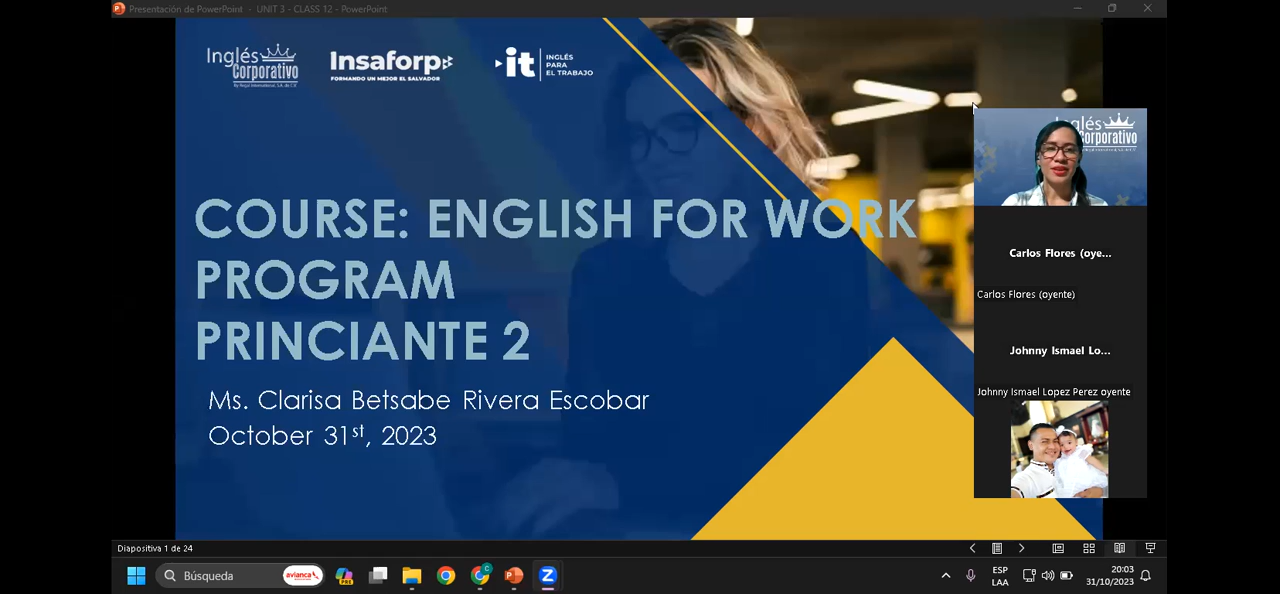 Presentación de PowerPoint - UNIT 3 - CLASS 12 - PowerPoint
Inglés
Corporativo
Insaforp
FORMANDO UN MEJOR EL SALVADOR
it
INGLÉS
PARA
EL TRABAJO
COURSE: ENGLISH FOR WORK
PROGRAM
PRINCIANTE 2
Ms. Clarisa Betsabe Rivera Escobar
October 31st, 2023
Inglés
Corporativo
Carlos Flores (oye...
Carlos Flores (oyente)
Johnny Ismael Lo...
Johnny Ismael Lopez Perez oyente
Diapositiva 1 de 24
Búsqueda
avianca
PRE
C
ESP
LAA
20:03
31/10/2023